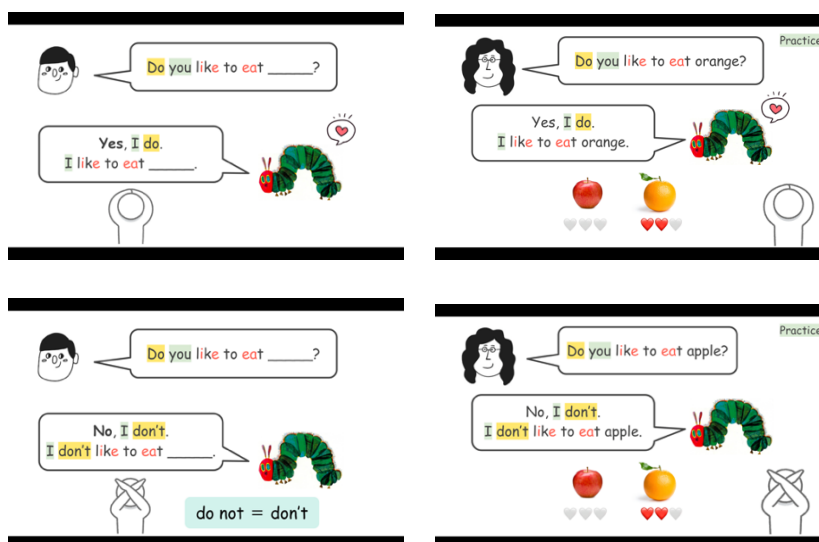 Do you like to eat ______?
Yes, I do.
I like to eat ______.
Practice
Do you like to eat orange?
Yes, I do.
I like to eat orange.
Do you like to eat ______?
No, I don't.
I don't like to eat ______.
do not = don't
Practice
Do you like to eat apple?
No, I don't.
I don't like to eat apple.